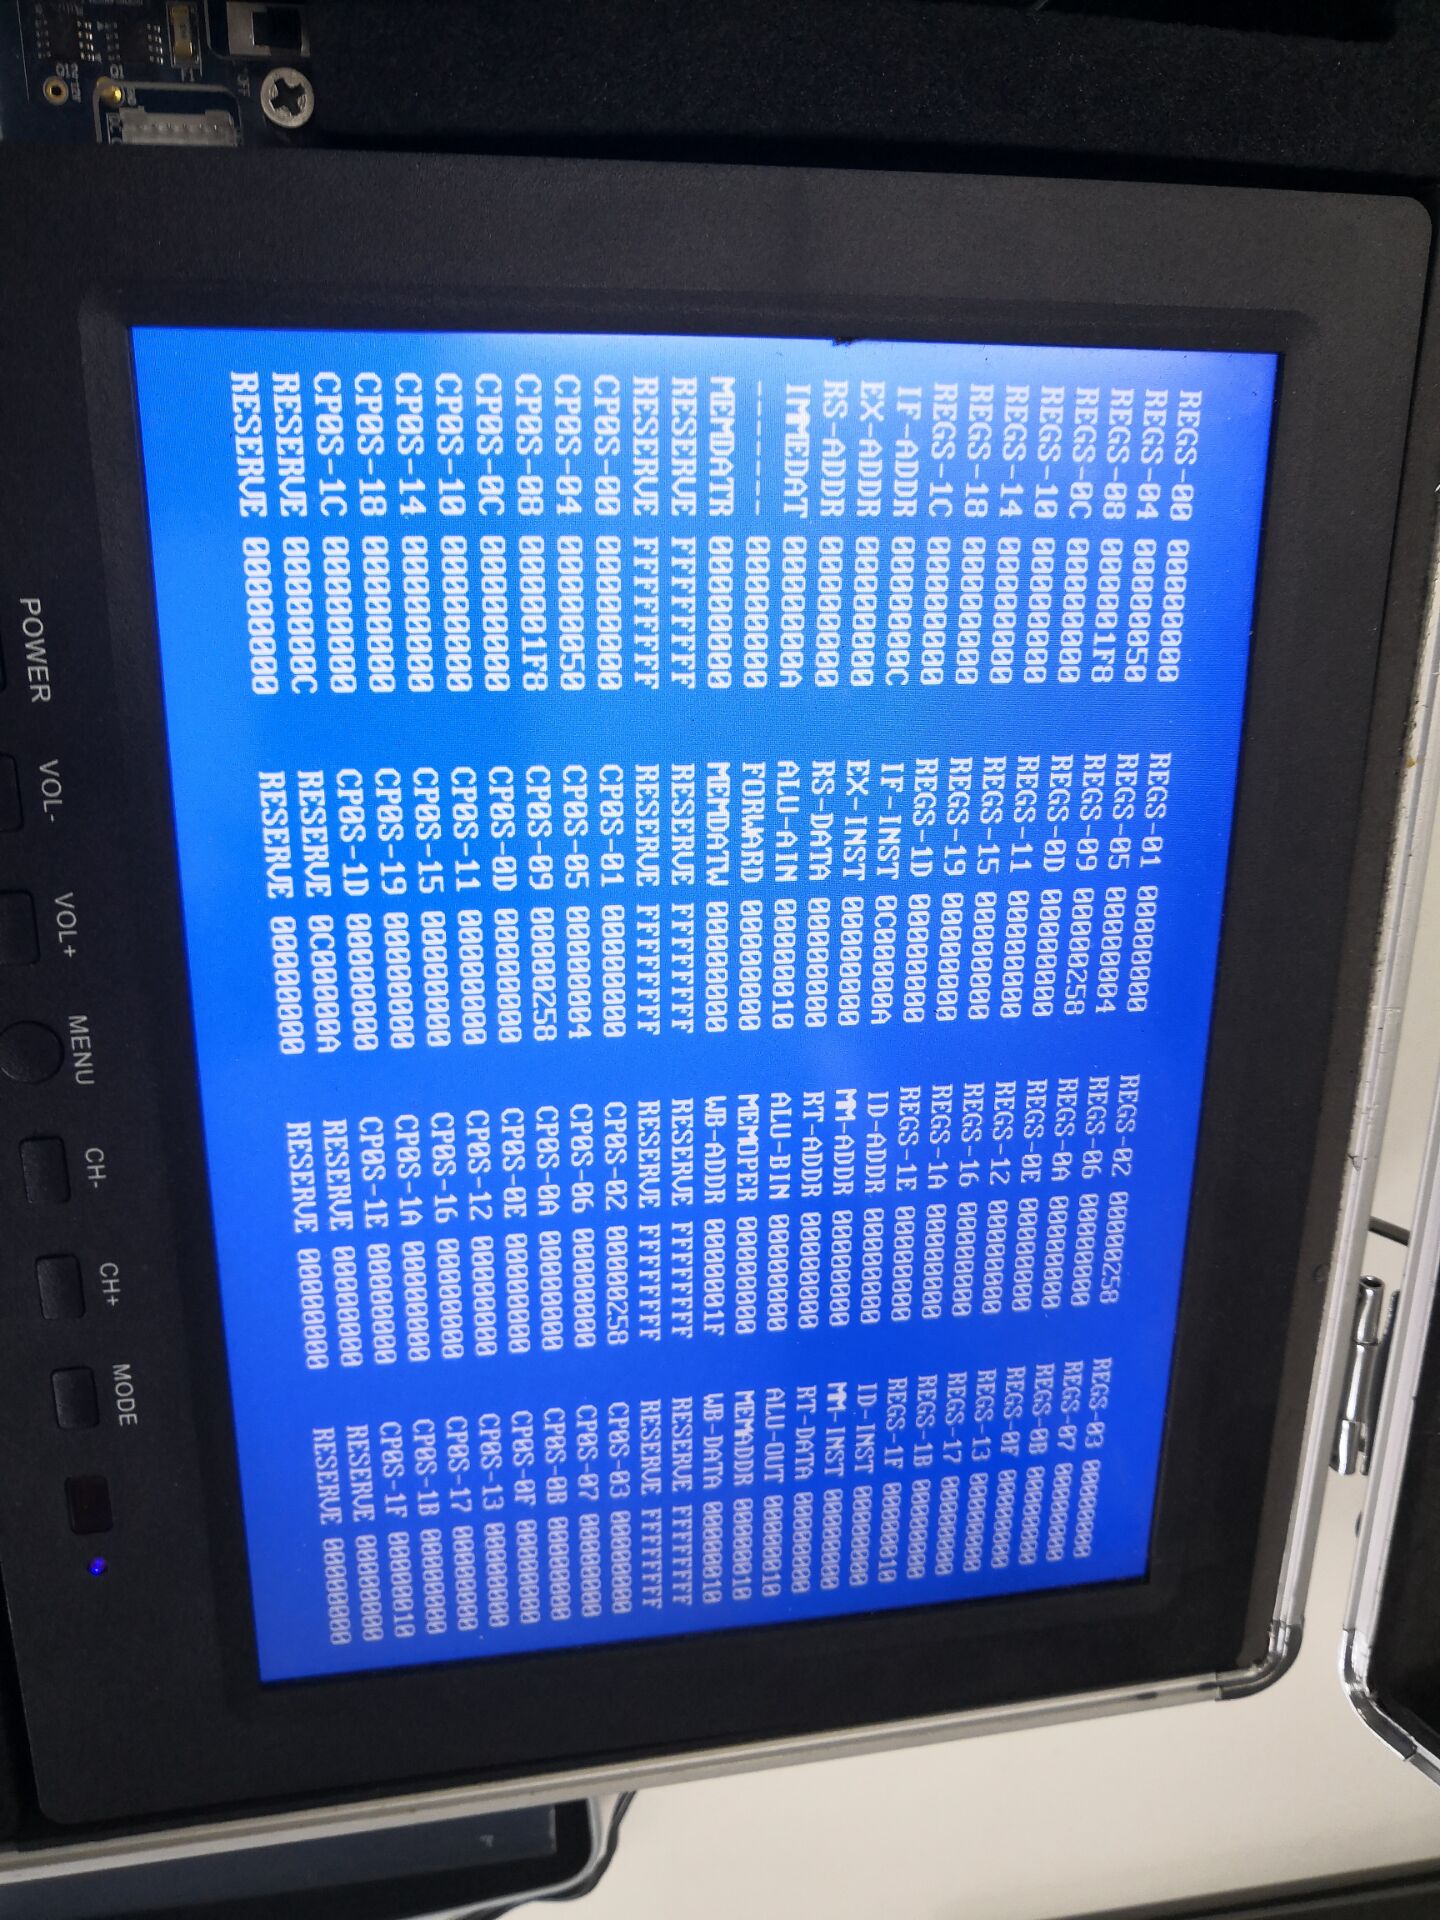 REGS-00 00000000 REGS-01 00000000 REGS-02 00000258 REGS-03 00000000
REGS-04 00000050 REGS-05 00000004 REGS-06 00000000 REGS-07 00000000
REGS-08 000001F8 REGS-09 00000258 REGS-0A 00000000 REGS-0B 00000000
REGS-0C 00000000 REGS-0D 00000000 REGS-0E 00000000 REGS-0F 00000000
REGS-10 00000000 REGS-11 00000000 REGS-12 00000000 REGS-13 00000000
REGS-14 00000000 REGS-15 00000000 REGS-16 00000000 REGS-17 00000000
REGS-18 00000000 REGS-19 00000000 REGS-1A 00000000 REGS-1B 00000000
REGS-1C 00000000 REGS-1D 00000000 REGS-1E 00000000 REGS-1F 00000010
IF-ADDR 0000000C IF-INST 0C00000A ID-ADDR 00000000 ID-INST 00000000
EX-ADDR 00000000 EX-INST 00000000 MM-ADDR 00000000 MM-INST 00000000
RS-ADDR 00000000 RS-DATA 00000000 RT-ADDR 00000000 RT-DATA 00000000
IMMEDAT 0000000A ALU-AIN 00000010 ALU-BIN 00000000 ALU-OUT 00000010
------- 00000000 FORWARD 00000000 MEMOPER 00000000 MEMADDR 00000010
MEMDATR 00000000 MEMDATW 00000000 WB-ADDR 0000001F WB-DATA 00000010
RESERVE FFFFFFFF RESERVE FFFFFFFF RESERVE FFFFFFFF RESERVE FFFFFFFF
RESERVE FFFFFFFF RESERVE FFFFFFFF RESERVE FFFFFFFF RESERVE FFFFFFFF
CP0S-00 00000000 CP0S-01 00000000 CP0S-02 00000258 CP0S-03 00000000
CP0S-04 00000050 CP0S-05 00000004 CP0S-06 00000000 CP0S-07 00000000
CP0S-08 000001F8 CP0S-09 00000258 CP0S-0A 00000000 CP0S-0B 00000000
CP0S-0C 00000000 CP0S-0D 00000000 CP0S-0E 00000000 CP0S-0F 00000000
CP0S-10 00000000 CP0S-11 00000000 CP0S-12 00000000 CP0S-13 00000000
CP0S-14 00000000 CP0S-15 00000000 CP0S-16 00000000 CP0S-17 00000000
CP0S-18 00000000 CP0S-19 00000000 CP0S-1A 00000000 CP0S-1B 00000000
CP0S-1C 00000000 CP0S-1D 00000000 CP0S-1E 00000000 CP0S-1F 00000010
RESERVE 0000000C RESERVE 0C00000A RESERVE 00000000 RESERVE 00000000
RESERVE 00000000 RESERVE 00000000 RESERVE 00000000 RESERVE 00000000
POWER VOL- VOL+ MENU CH- CH+ MODE
OFF